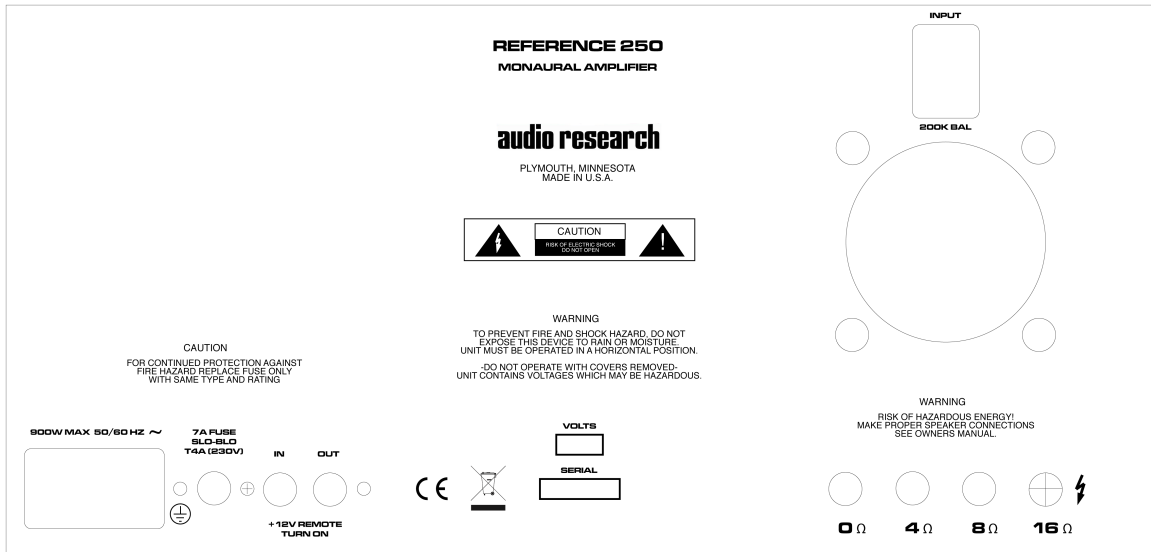 REFERENCE 250
MONAURAL AMPLIFIER
audio research
PLYMOUTH, MINNESOTA
MADE IN U.S.A.
CAUTION
RISK OF ELECTRIC SHOCK
DO NOT OPEN
!
WARNING
TO PREVENT FIRE AND SHOCK HAZARD, DO NOT
EXPOSE THIS DEVICE TO RAIN OR MOISTURE.
UNIT MUST BE OPERATED IN A HORIZONTAL POSITION.
-DO NOT OPERATE WITH COVERS REMOVED-
UNIT CONTAINS VOLTAGES WHICH MAY BE HAZARDOUS.
INPUT
200K BAL
CAUTION
FOR CONTINUED PROTECTION AGAINST
FIRE HAZARD REPLACE FUSE ONLY
WITH SAME TYPE AND RATING
900W MAX 50/60 HZ ~
7A FUSE
SLO-BLO
T4A (230V)
IN
OUT
+12V REMOTE
TURN ON
CE
VOLTS
SERIAL
WARNING
RISK OF HAZARDOUS ENERGY!
MAKE PROPER SPEAKER CONNECTIONS
SEE OWNERS MANUAL.
0 Ω
4 Ω
8 Ω
16 Ω